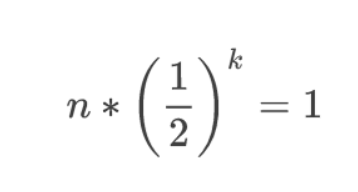 n * (1/2)^k = 1